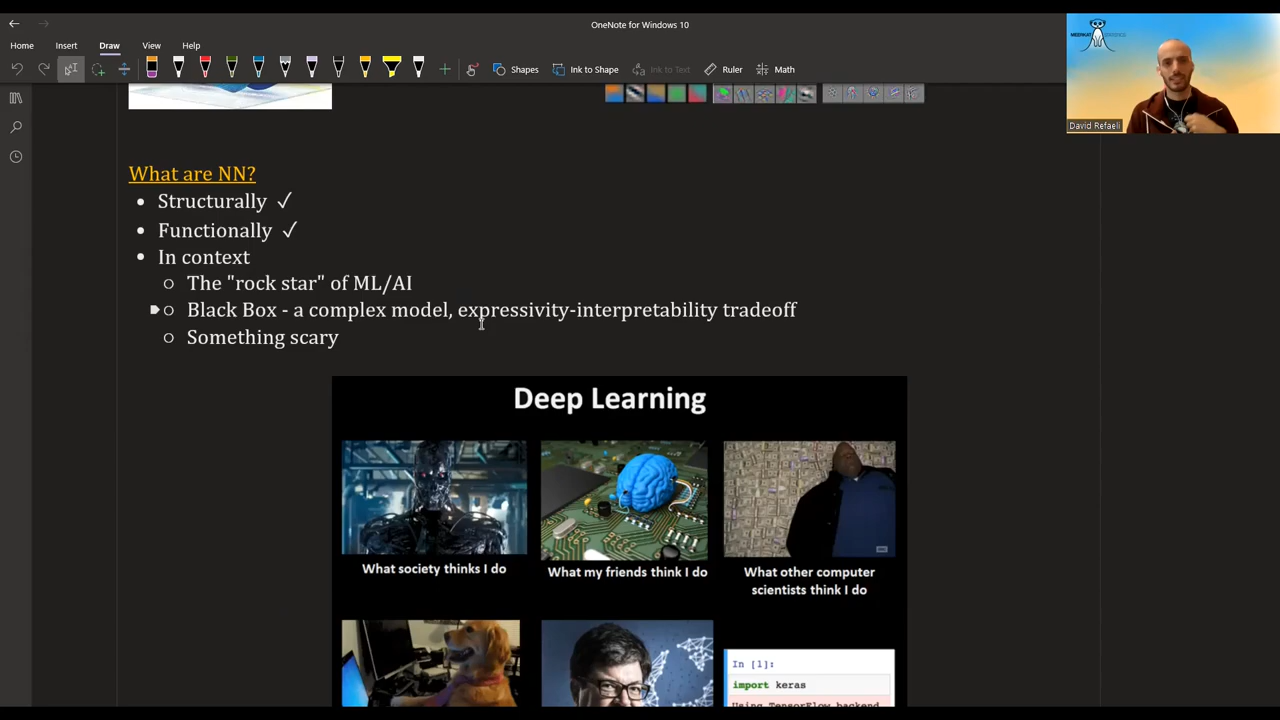 OneNote for Windows 10
Home Insert Draw View Help
Shapes Ink to Shape Ink to Text Ruler Math
David Refaeli
What are NN?
• Structurally ✓
• Functionally ✓
• In context
○ The "rock star" of ML/AI
○ Black Box - a complex model, expressivity-interpretability tradeoff
○ Something scary
Deep Learning
What society thinks I do
What my friends think I do
What other computer
scientists think I do
In [1]:
import keras
Using TensorFlow backend